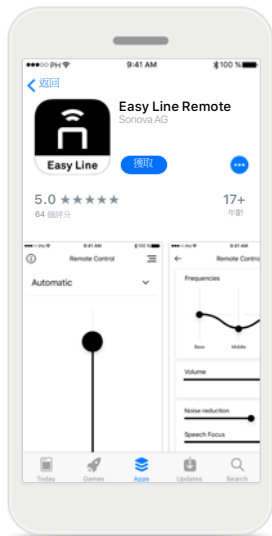 ●●●○○ PH 9:41 AM 100 %
返回
Easy Line Remote
Sonova AG
Easy Line
獲取
5.0 ★★★★★ 17+
64 個評分 年齡
9:41 AM
Remote Control
Automatic
9:41 AM
Remote Contro
Frequencies
Bass Middle
Volume
Noise reduction
Speech Focus
Today Games Apps Updates Search